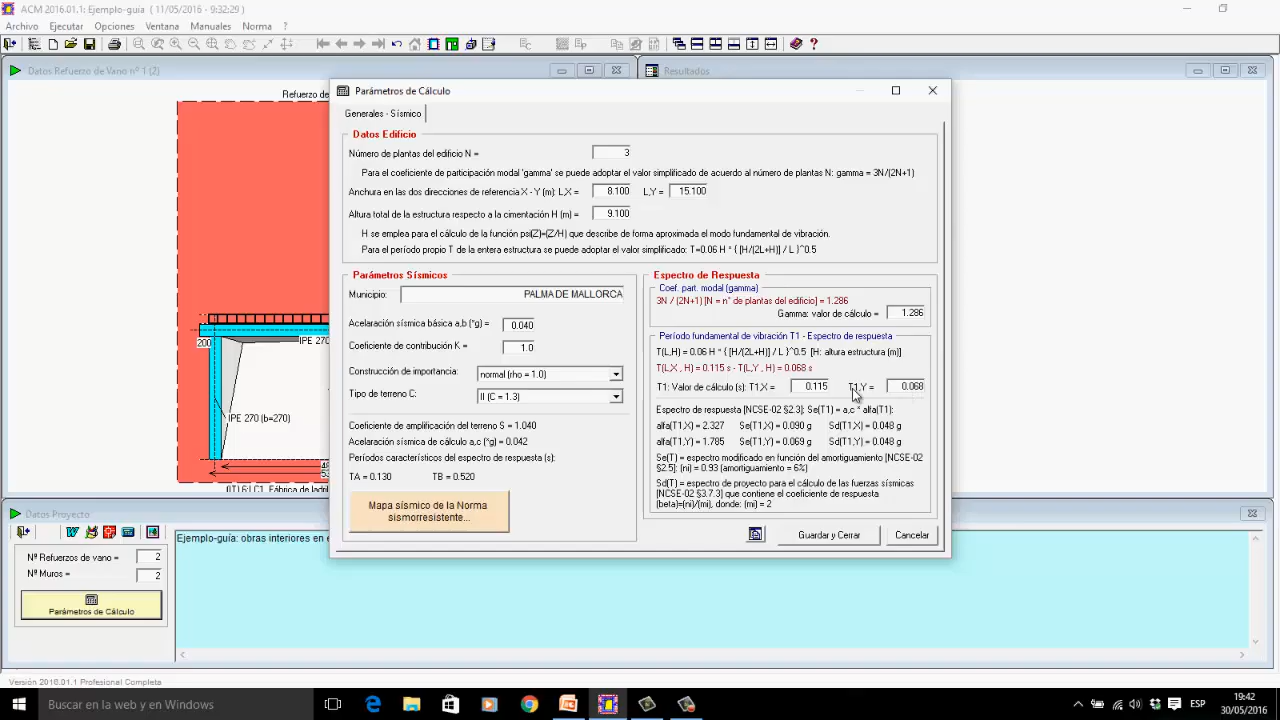 ACM 2016.01.1: Ejemplo-guía ( 11/05/2016 - 9:32:29 )
Archivo Ejecutar Opciones Ventana Manuales Norma ?
Datos Refuerzo de Vano nº 1 (2)
Resultados
Refuerzo de
200
IPE 270
IPE 270 (b=270)
Parámetros de Cálculo
Generales - Sísmico
Datos Edificio
Número de plantas del edificio N = 3
Para el coeficiente de participación modal 'gamma' se puede adoptar el valor simplificado de acuerdo al número de plantas N: gamma = 3N/(2N+1)
Anchura en las dos direcciones de referencia X - Y (m): L,X = 8.100 L,Y = 15.100
Altura total de la estructura respecto a la cimentación H (m) = 9.100
H se emplea para el cálculo de la función psi(Z)=(Z/H) que describe de forma aproximada el modo fundamental de vibración.
Para el período propio T de la entera estructura se puede adoptar el valor simplificado: T=0.06 H * { [H/(2L+H)] / L }^0.5
Parámetros Sísmicos
Municipio: PALMA DE MALLORCA
Acelaración sísmica básica a,b (*g) = 0.040
Coeficiente de contribución K = 1.0
Construcción de importancia: normal (rho = 1.0)
Tipo de terreno C: II (C = 1.3)
Coeficiente de amplificación del terreno S = 1.040
Acelaración sísmica de cálculo a,c (*g) = 0.042
Períodos característicos del espectro de respuesta (s):
TA = 0.130 TB = 0.520
Mapa sísmico de la Norma
sismorresistente...
Espectro de Respuesta
Coef. part. modal (gamma)
3N / (2N+1) [N = n° de plantas del edificio] = 1.286
Gamma: valor de cálculo = 1.286
Período fundamental de vibración T1 - Espectro de respuesta
T(L,H) = 0.06 H * { [H/(2L+H)] / L }^0.5 [H: altura estructura (m)]
T(L,X , H) = 0.115 s - T(L,Y , H) = 0.068 s
T1: Valor de cálculo (s): T1,X = 0.115 T1,Y = 0.068
Espectro de respuesta [NCSE-02 §2.3]: Se(T1) = a,c * alfa(T1):
alfa(T1,X) = 2.327 Se(T1,X) = 0.090 g Sd(T1,X) = 0.048 g
alfa(T1,Y) = 1.785 Se(T1,Y) = 0.069 g Sd(T1,Y) = 0.048 g
Se(T) = espectro modificado en función del amortiguamiento [NCSE-02
§2.5]: (ni) = 0.93 (amortiguamiento = 6%)
Sd(T) = espectro de proyecto para el cálculo de las fuerzas sísmicas
[NCSE-02 §3.7.3] que contiene el coeficiente de respuesta
(beta)=(ni)/(mi), donde: (mi) = 2
Guardar y Cerrar Cancelar
Datos Proyecto
Nº Refuerzos de vano = 2
Nª Muros = 2
Parámetros de Cálculo
Ejemplo-guía: obras interiores en e
Versión 2016.01.1 Profesional Completa
Buscar en la web y en Windows
ESP
19:42
30/05/2016